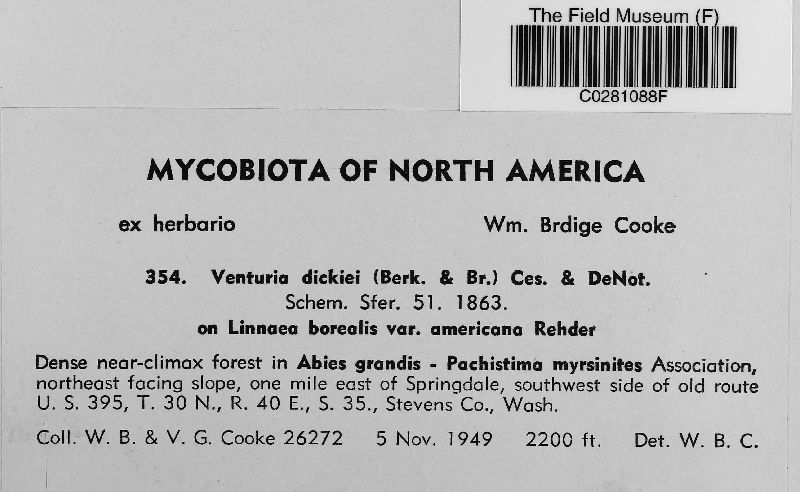 The Field Museum (F)
C0281088F
MYCOBIOTA OF NORTH AMERICA
ex herbario Wm. Brdige Cooke
354. Venturia dickiei (Berk. & Br.) Ces. & DeNot.
Schem. Sfer. 51. 1863.
on Linnaea borealis var. americana Rehder
Dense near-climax forest in Abies grandis - Pachistima myrsinites Association,
northeast facing slope, one mile east of Springdale, southwest side of old route
U. S. 395, T. 30 N., R. 40 E., S. 35., Stevens Co., Wash.
Coll. W. B. & V. G. Cooke 26272 5 Nov. 1949 2200 ft. Det. W. B. C.